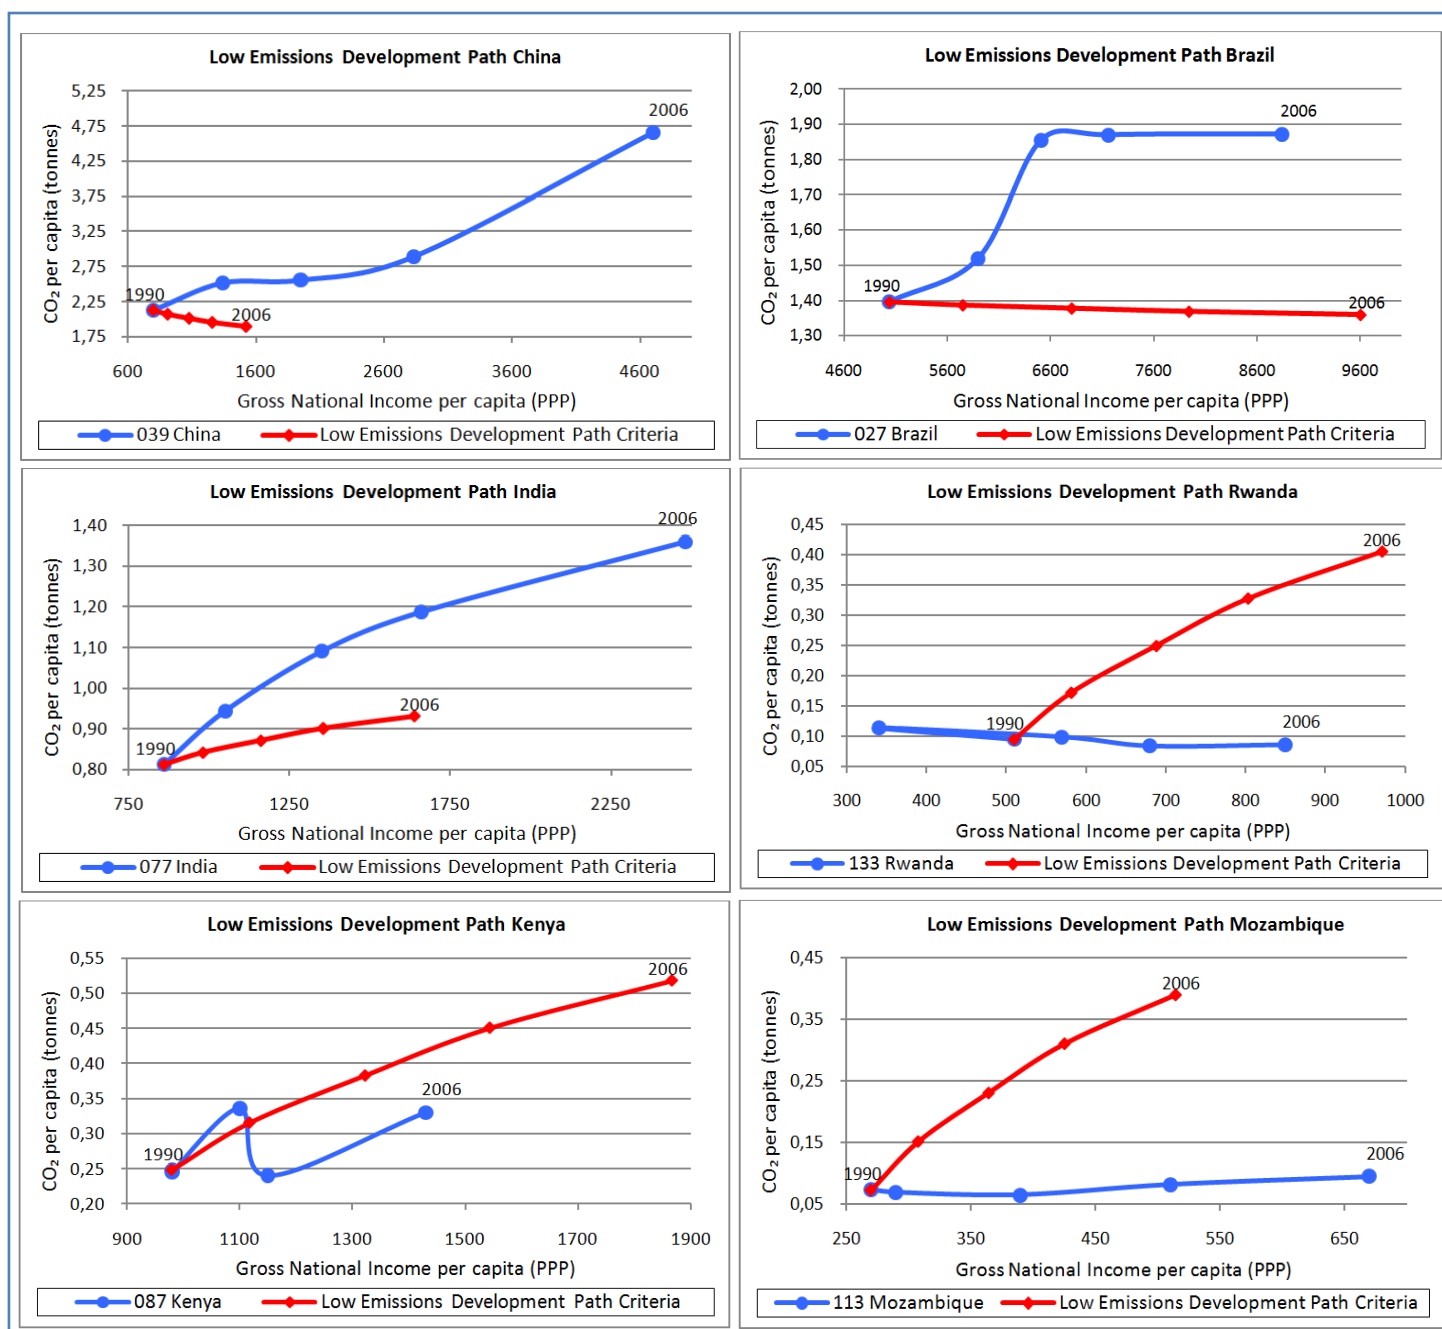 Low Emissions Development Path China
CO₂ per capita (tonnes)
5,25
4,75
4,25
3,75
3,25
2,75
2,25
1,75
1990
2006
2006
600 1600 2600 3600 4600
Gross National Income per capita (PPP)
039 China Low Emissions Development Path Criteria
Low Emissions Development Path Brazil
CO₂ per capita (tonnes)
2,00
1,90
1,80
1,70
1,60
1,50
1,40
1,30
1990
2006
2006
4600 5600 6600 7600 8600 9600
Gross National Income per capita (PPP)
027 Brazil Low Emissions Development Path Criteria
Low Emissions Development Path India
CO₂ per capita (tonnes)
1,40
1,30
1,20
1,10
1,00
0,90
0,80
1990
2006
2006
750 1250 1750 2250
Gross National Income per capita (PPP)
077 India Low Emissions Development Path Criteria
Low Emissions Development Path Rwanda
CO₂ per capita (tonnes)
0,45
0,40
0,35
0,30
0,25
0,20
0,15
0,10
0,05
1990
2006
2006
300 400 500 600 700 800 900 1000
Gross National Income per capita (PPP)
133 Rwanda Low Emissions Development Path Criteria
Low Emissions Development Path Kenya
CO₂ per capita (tonnes)
0,55
0,50
0,45
0,40
0,35
0,30
0,25
0,20
1990
2006
2006
900 1100 1300 1500 1700 1900
Gross National Income per capita (PPP)
087 Kenya Low Emissions Development Path Criteria
Low Emissions Development Path Mozambique
CO₂ per capita (tonnes)
0,45
0,35
0,25
0,15
0,05
1990
2006
2006
250 350 450 550 650
Gross National Income per capita (PPP)
113 Mozambique Low Emissions Development Path Criteria